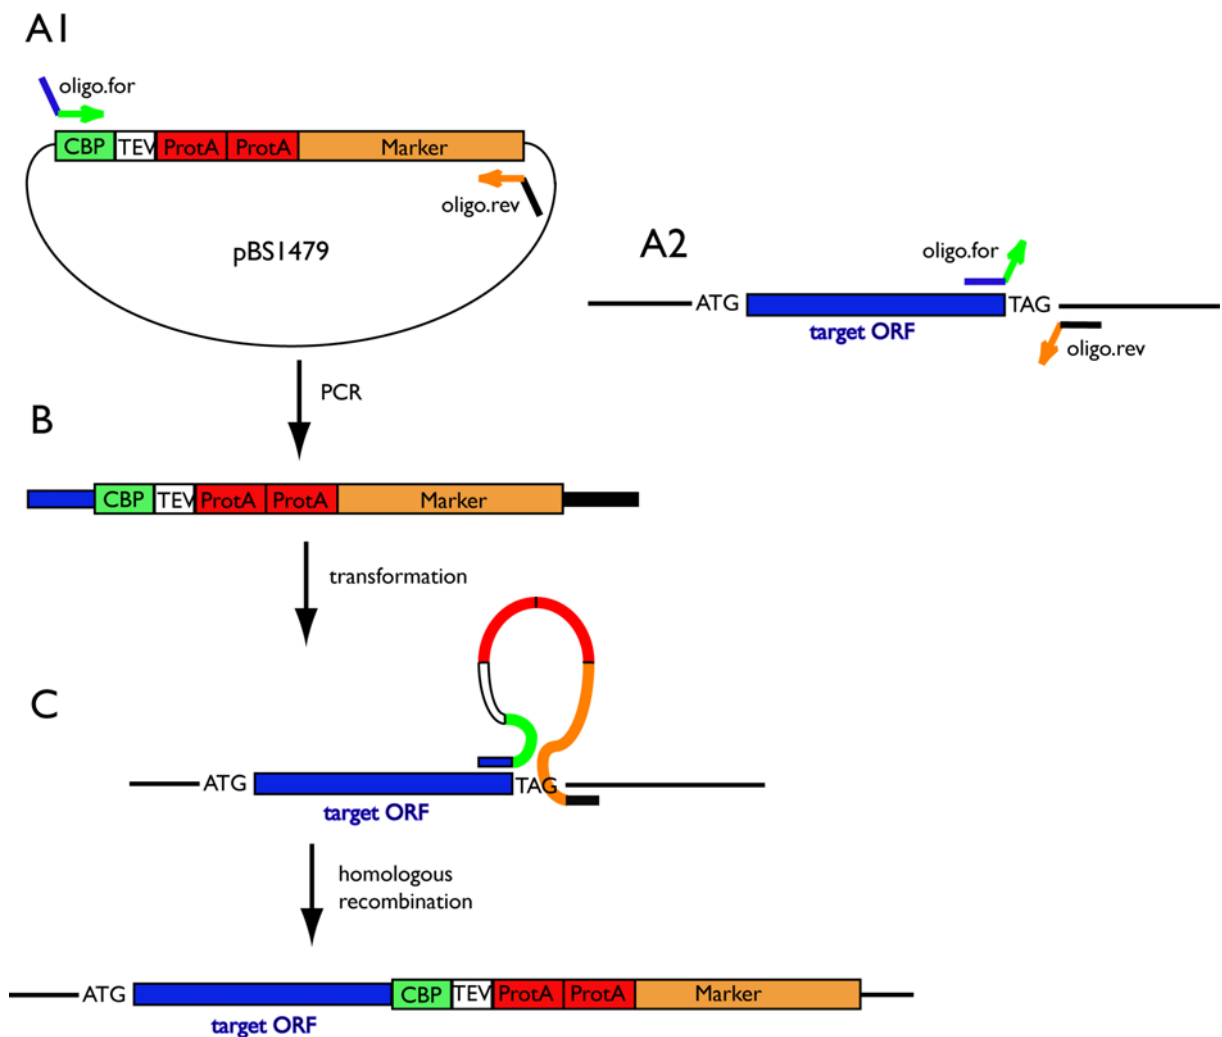 A1
oligo.for
CBP TEV ProtA ProtA Marker
oligo.rev
pBS1479
A2
oligo.for
ATG TAG
target ORF
oligo.rev
PCR
B
CBP TEV ProtA ProtA Marker
transformation
C
ATG TAG
target ORF
homologous
recombination
ATG CBP TEV ProtA ProtA Marker
target ORF